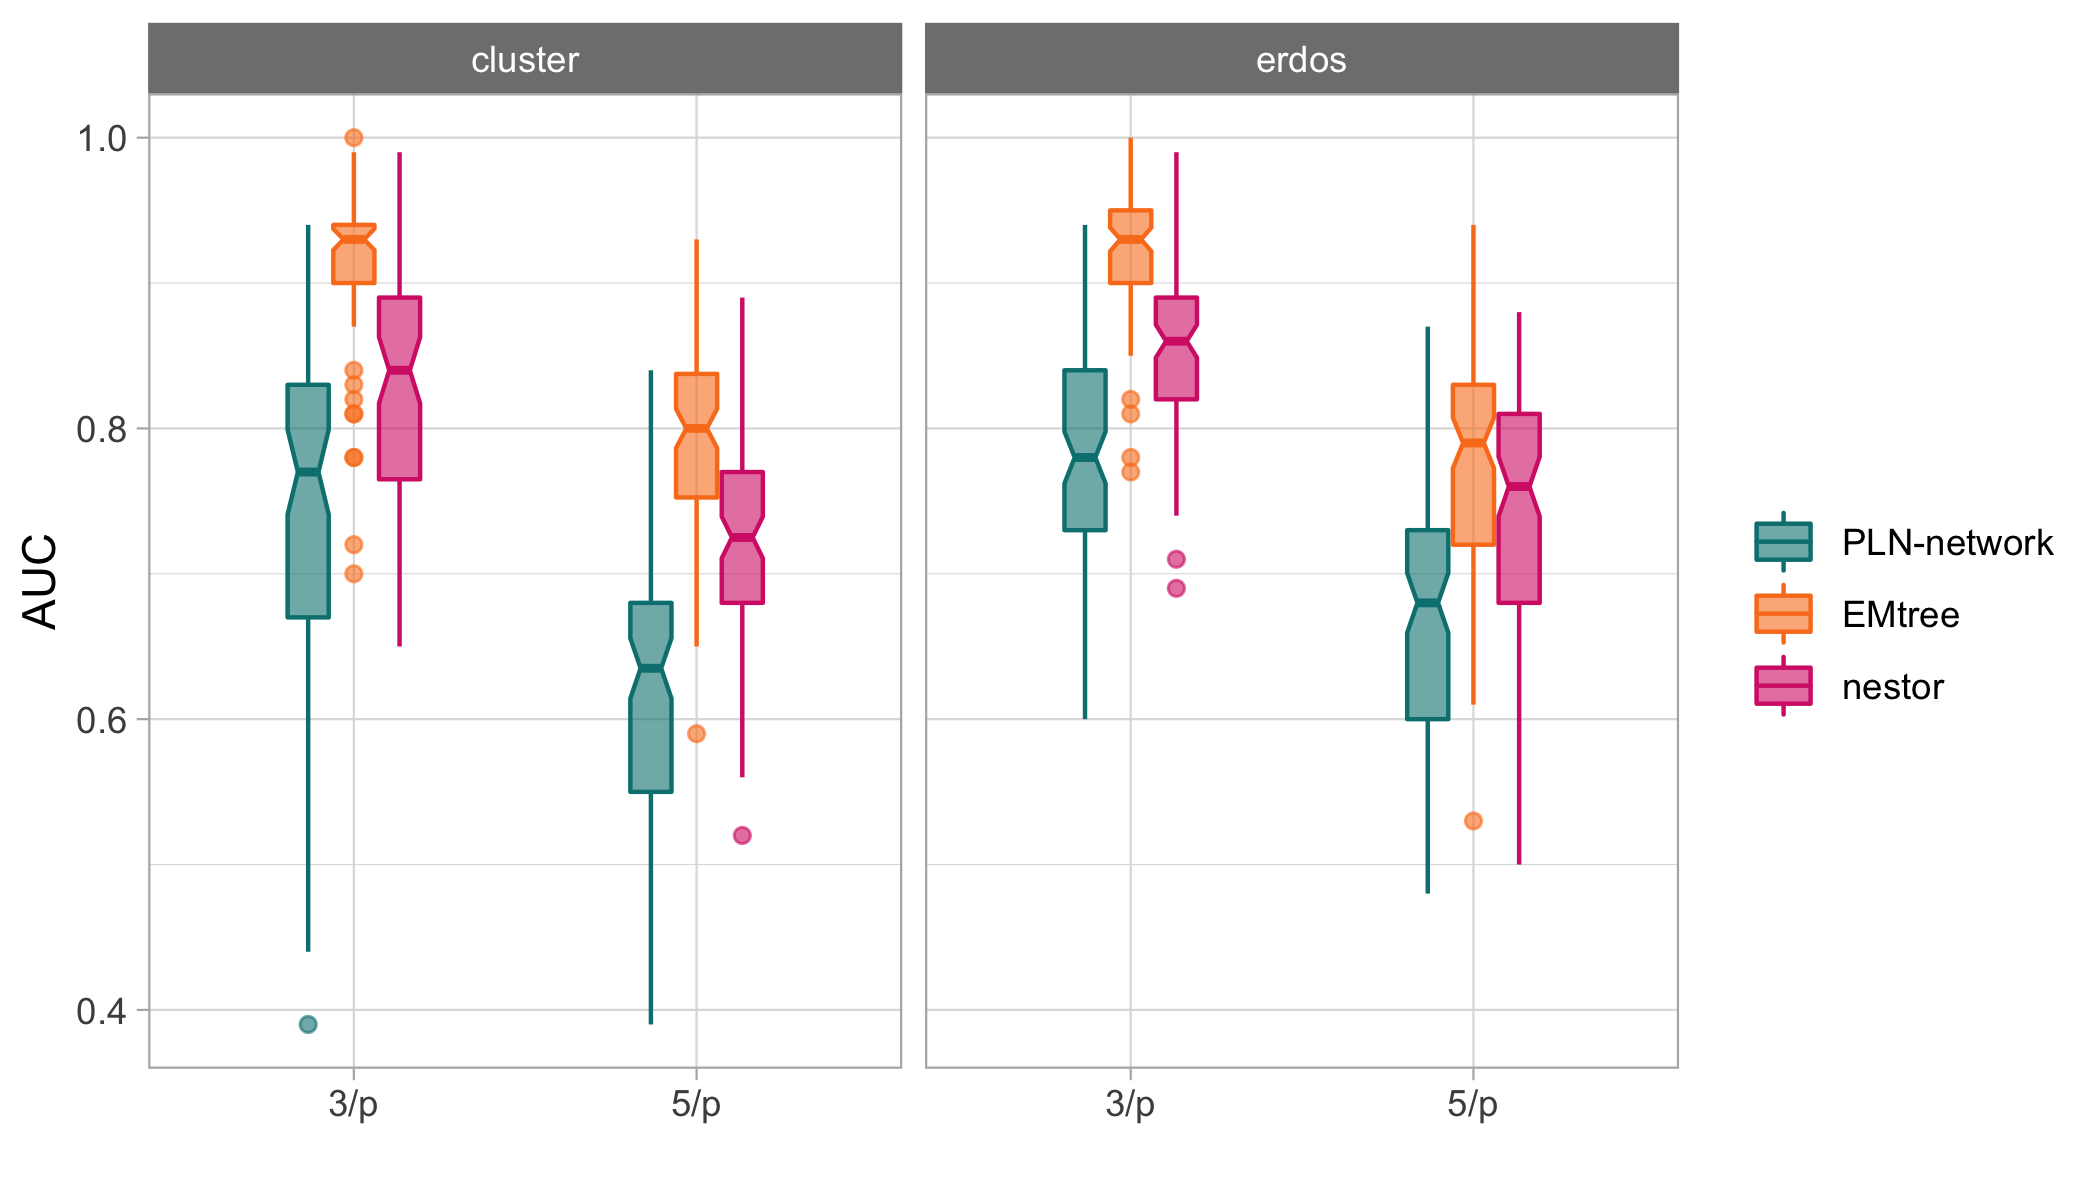 cluster
erdos
1.0
0.8
0.6
0.4
AUC
3/p
5/p
3/p
5/p
PLN-network
EMtree
nestor